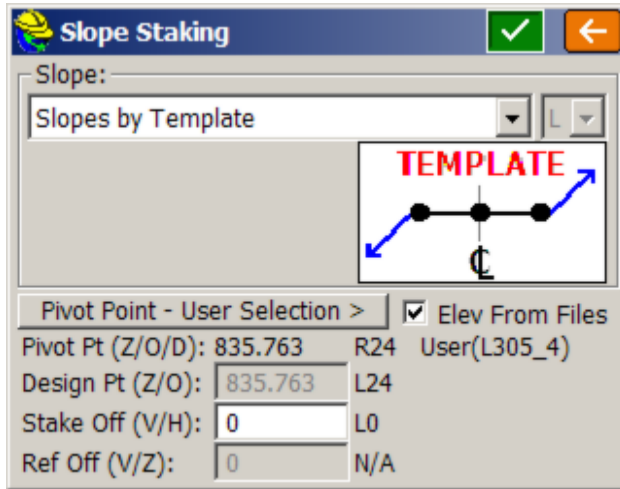 Slope Staking
Slope:
Slopes by Template L
TEMPLATE
℄
Pivot Point - User Selection > Elev From Files
Pivot Pt (Z/O/D): 835.763 R24 User(L305_4)
Design Pt (Z/O): 835.763 L24
Stake Off (V/H): 0 L0
Ref Off (V/Z): 0 N/A